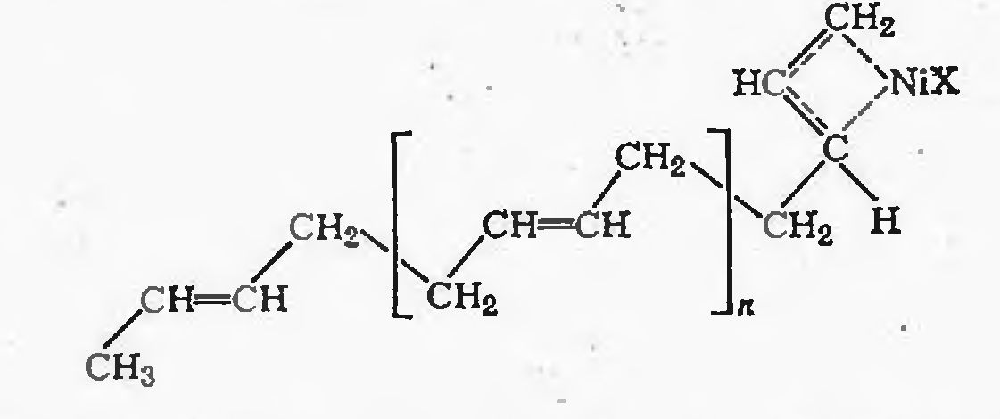 CH₂
HC NiX
C
CH₂ CH₂ H
CH=CH
CH₂ CH₂
CH=CH n
CH₃